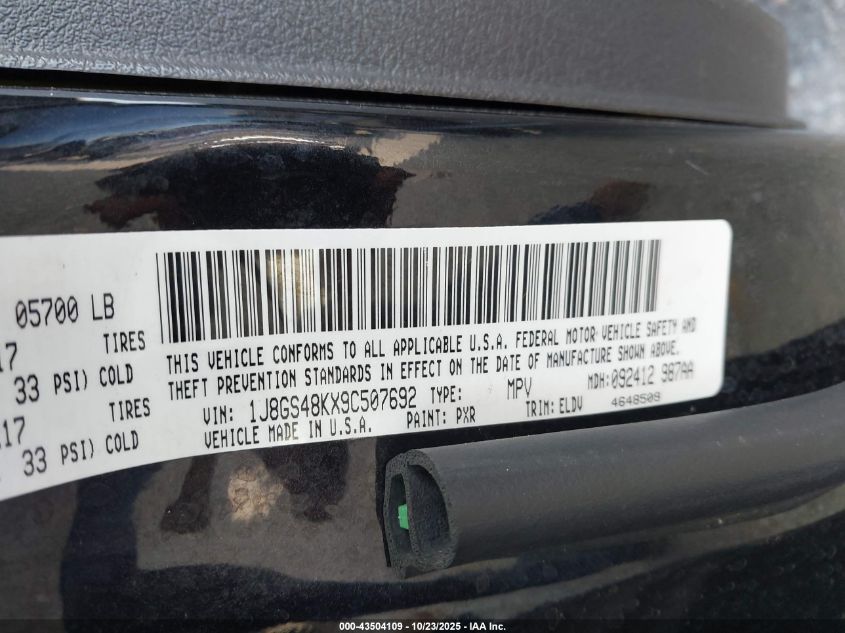 05700 LB
17 TIRES
33 PSI) COLD
17 TIRES
33 PSI) COLD
THIS VEHICLE CONFORMS TO ALL APPLICABLE U.S.A. FEDERAL MOTOR VEHICLE SAFETY AND
THEFT PREVENTION STANDARDS IN EFFECT ON THE DATE OF MANUFACTURE SHOWN ABOVE.
VIN: 1J8GS48KX9C507692 TYPE: MPV MDH:092412 987AA
VEHICLE MADE IN U.S.A. PAINT: PXR TRIM: ELDV 4648509
000-43504109 - 10/23/2025 - IAA Inc.